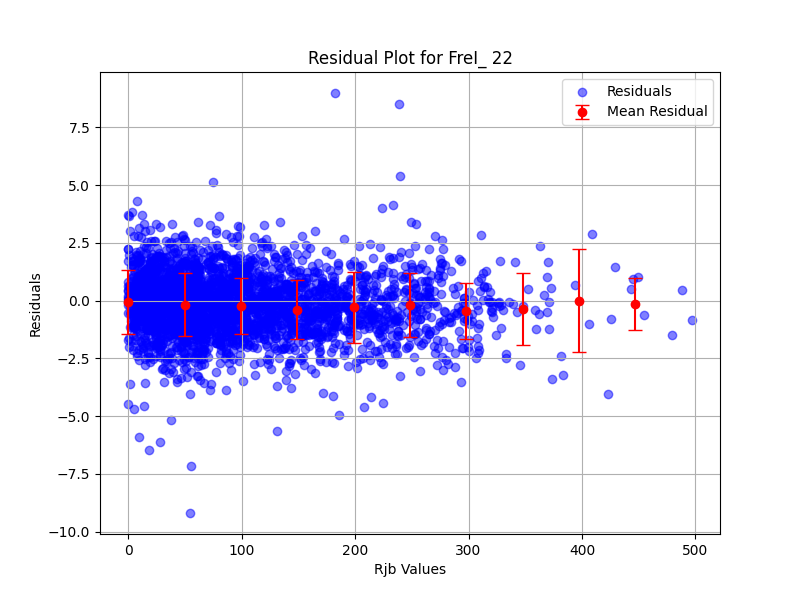 Residual Plot for FreI_ 22
Residuals
Mean Residual
7.5
5.0
2.5
0.0
−2.5
−5.0
−7.5
−10.0
Residuals
0 100 200 300 400 500
Rjb Values